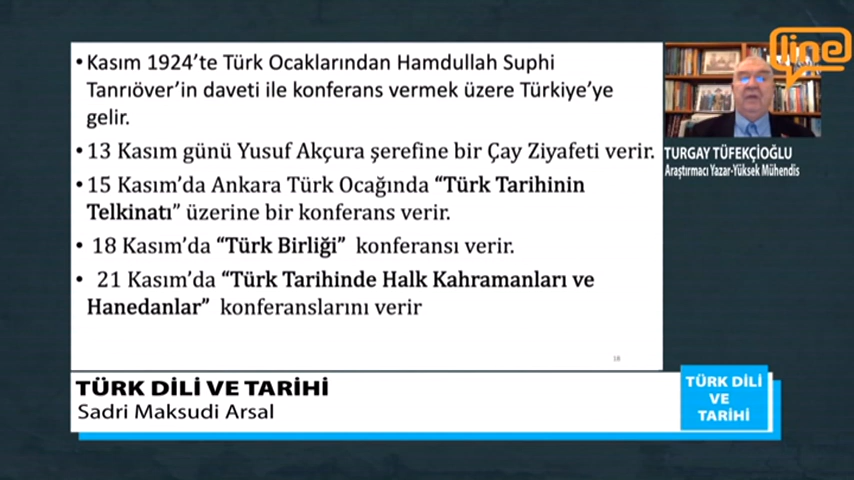 line
• Kasım 1924’te Türk Ocaklarından Hamdullah Suphi
Tanrıöver’in daveti ile konferans vermek üzere Türkiye’ye
gelir.
• 13 Kasım günü Yusuf Akçura şerefine bir Çay Ziyafeti verir.
• 15 Kasım’da Ankara Türk Ocağında “Türk Tarihinin
Telkinatı” üzerine bir konferans verir.
• 18 Kasım’da “Türk Birliği” konferansı verir.
• 21 Kasım’da “Türk Tarihinde Halk Kahramanları ve
Hanedanlar” konferanslarını verir
18
TURGAY TÜFEKÇİOĞLU
Araştırmacı Yazar-Yüksek Mühendis
TÜRK DİLİ VE TARİHİ
Sadri Maksudi Arsal
TÜRK DİLİ
VE
TARİHİ